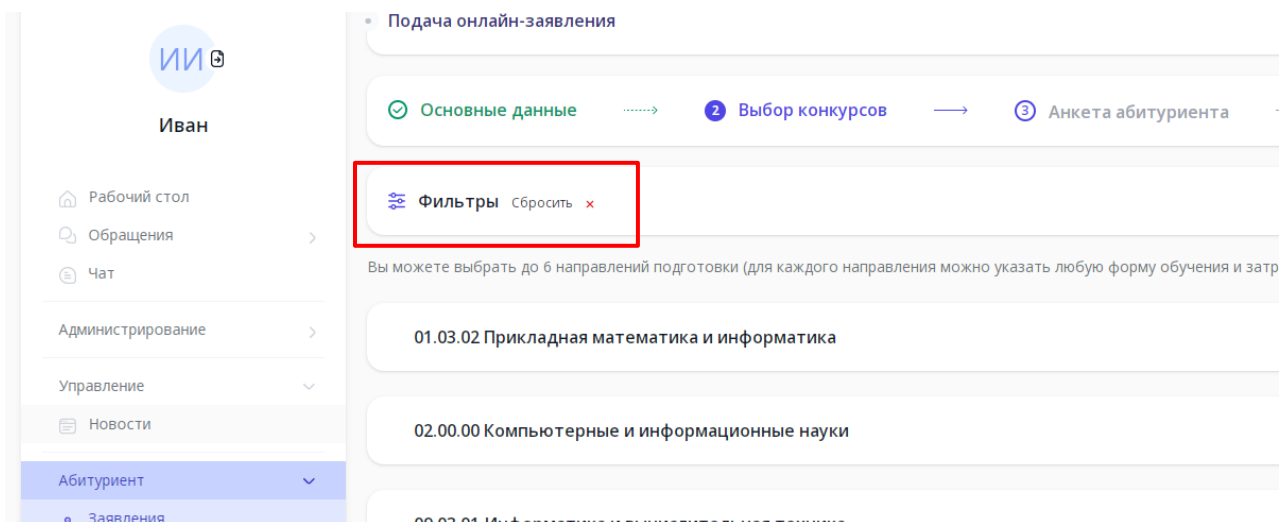 ИИ
Иван
Рабочий стол
Обращения
Чат
Администрирование
Управление
Новости
Абитуриент
Заявления
Подача онлайн-заявления
Основные данные
2 Выбор конкурсов
3 Анкета абитуриента
Фильтры Сбросить ×
Вы можете выбрать до 6 направлений подготовки (для каждого направления можно указать любую форму обучения и
01.03.02 Прикладная математика и информатика
02.00.00 Компьютерные и информационные науки